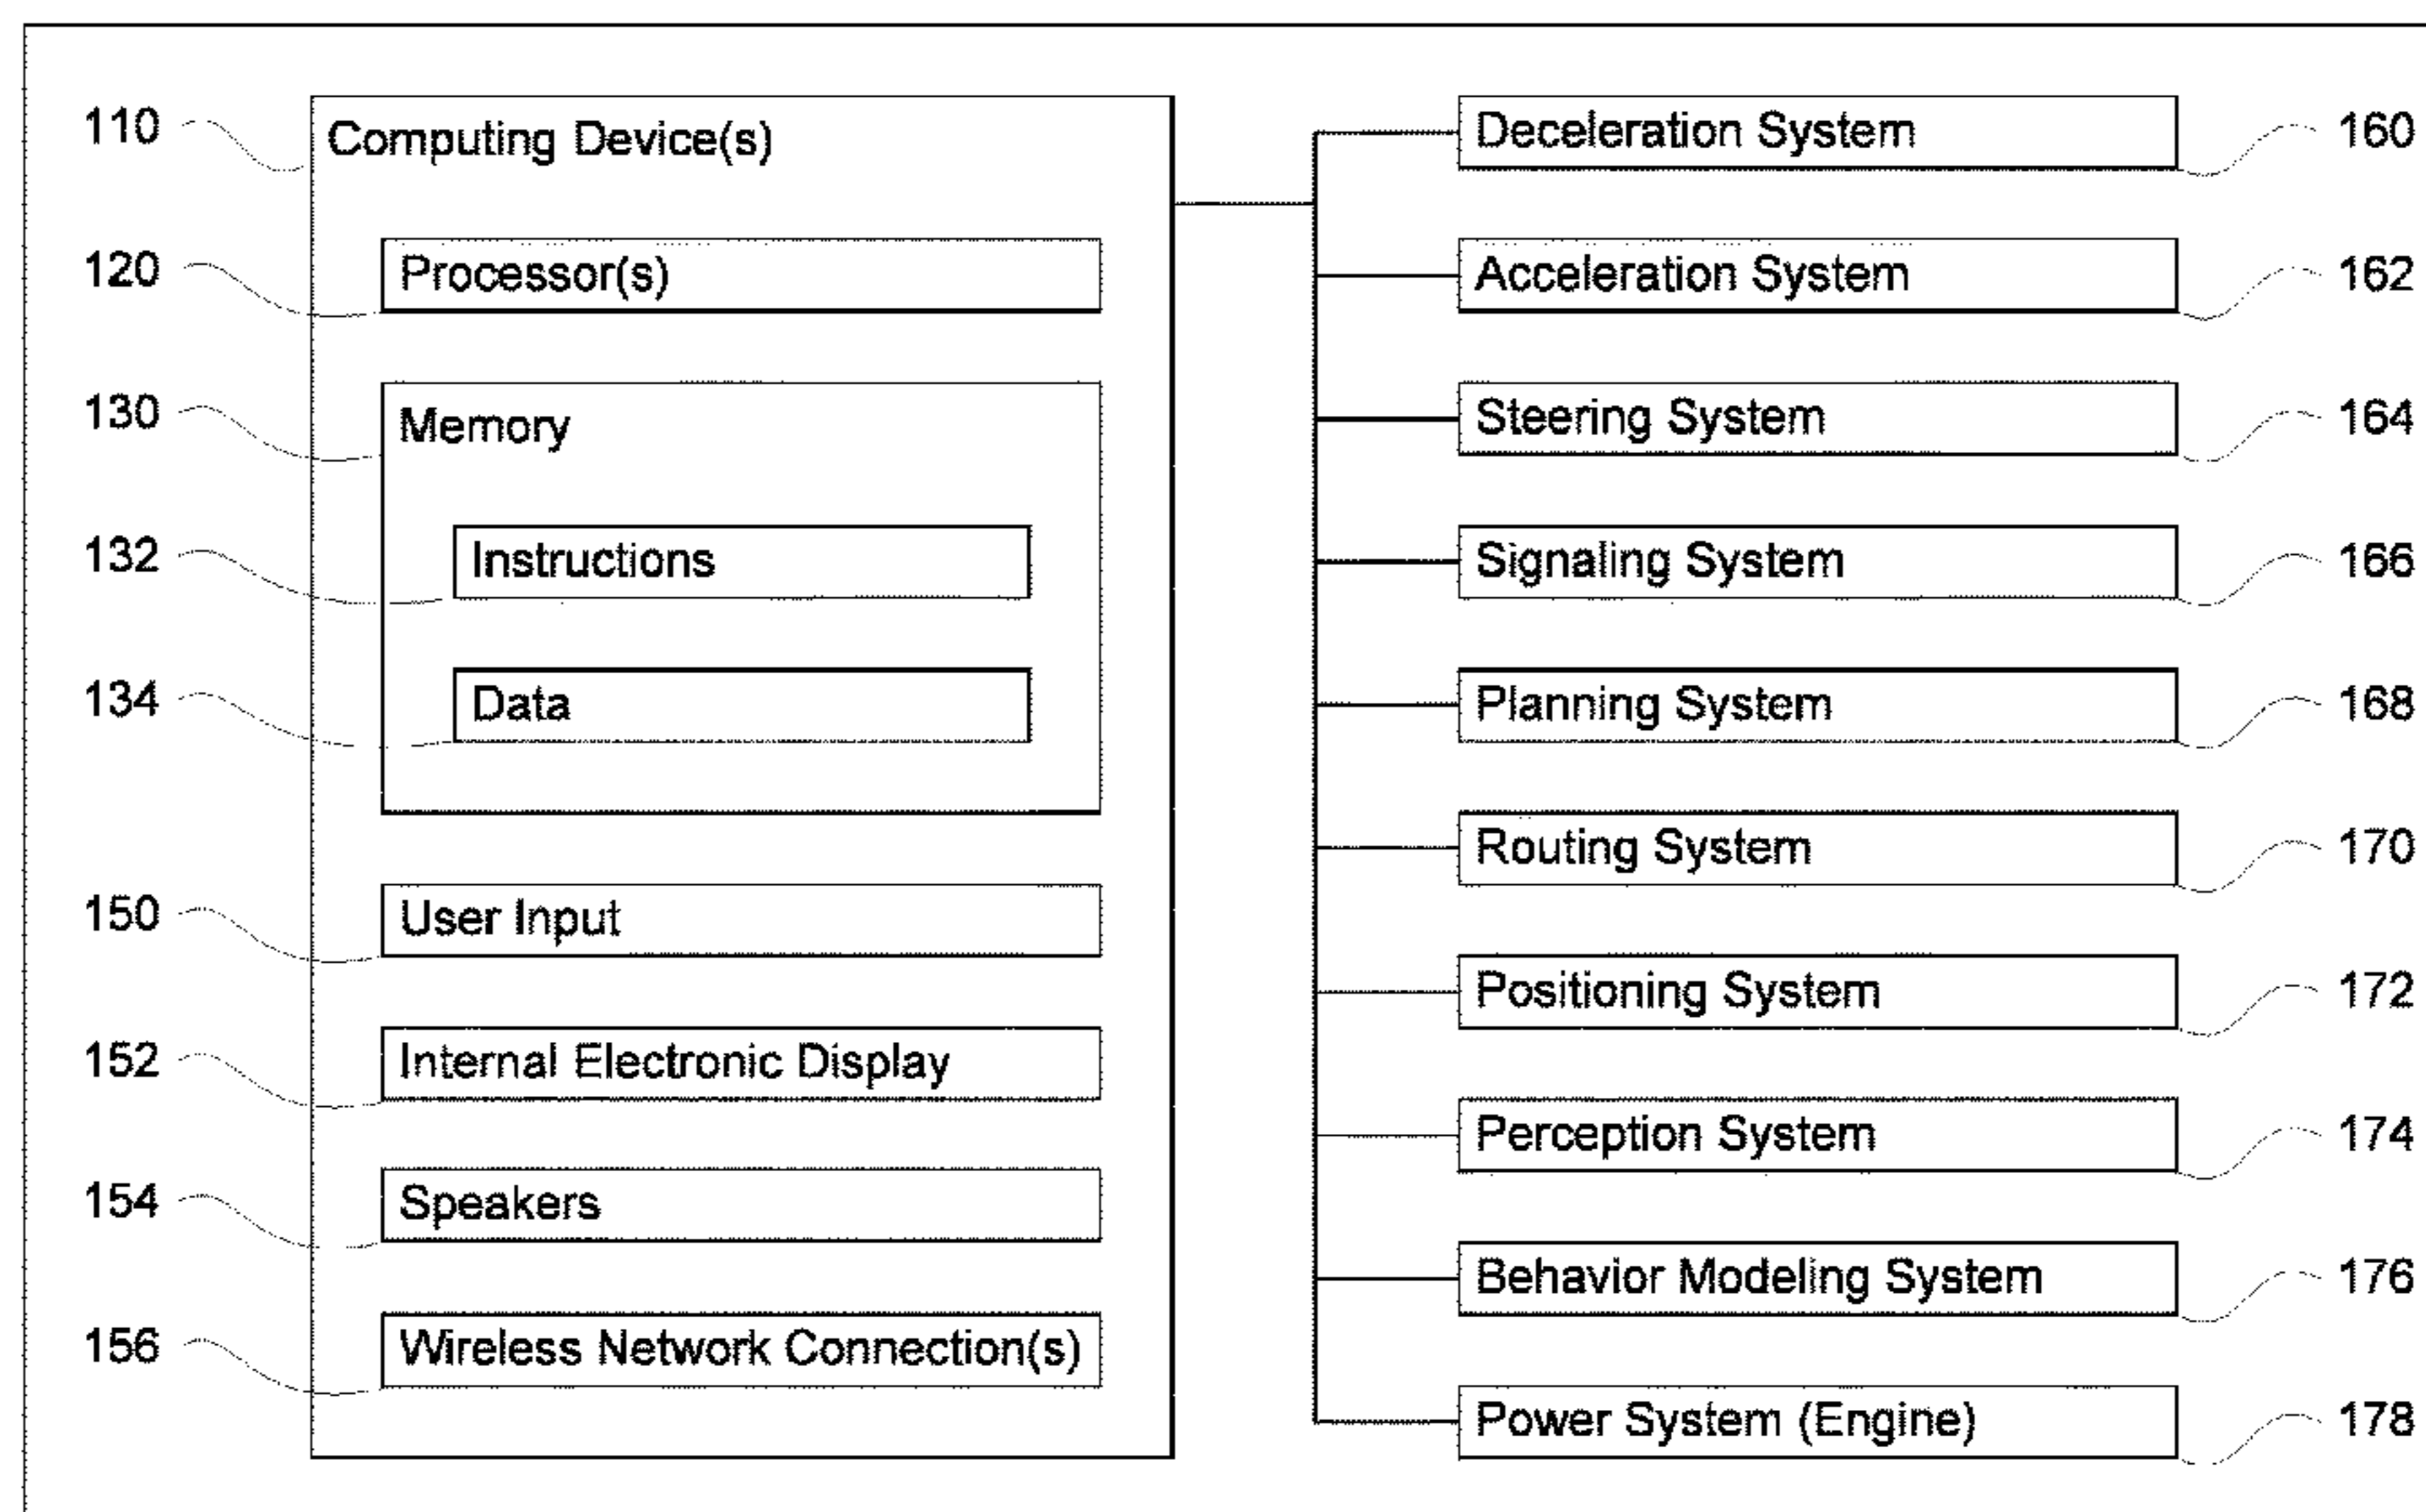 110 Computing Device(s)
120 Processor(s)
130 Memory
132 Instructions
134 Data
150 User Input
152 Internal Electronic Display
154 Speakers
156 Wireless Network Connection(s)
Deceleration System 160
Acceleration System 162
Steering System 164
Signaling System 166
Planning System 168
Routing System 170
Positioning System 172
Perception System 174
Behavior Modeling System 176
Power System (Engine) 178